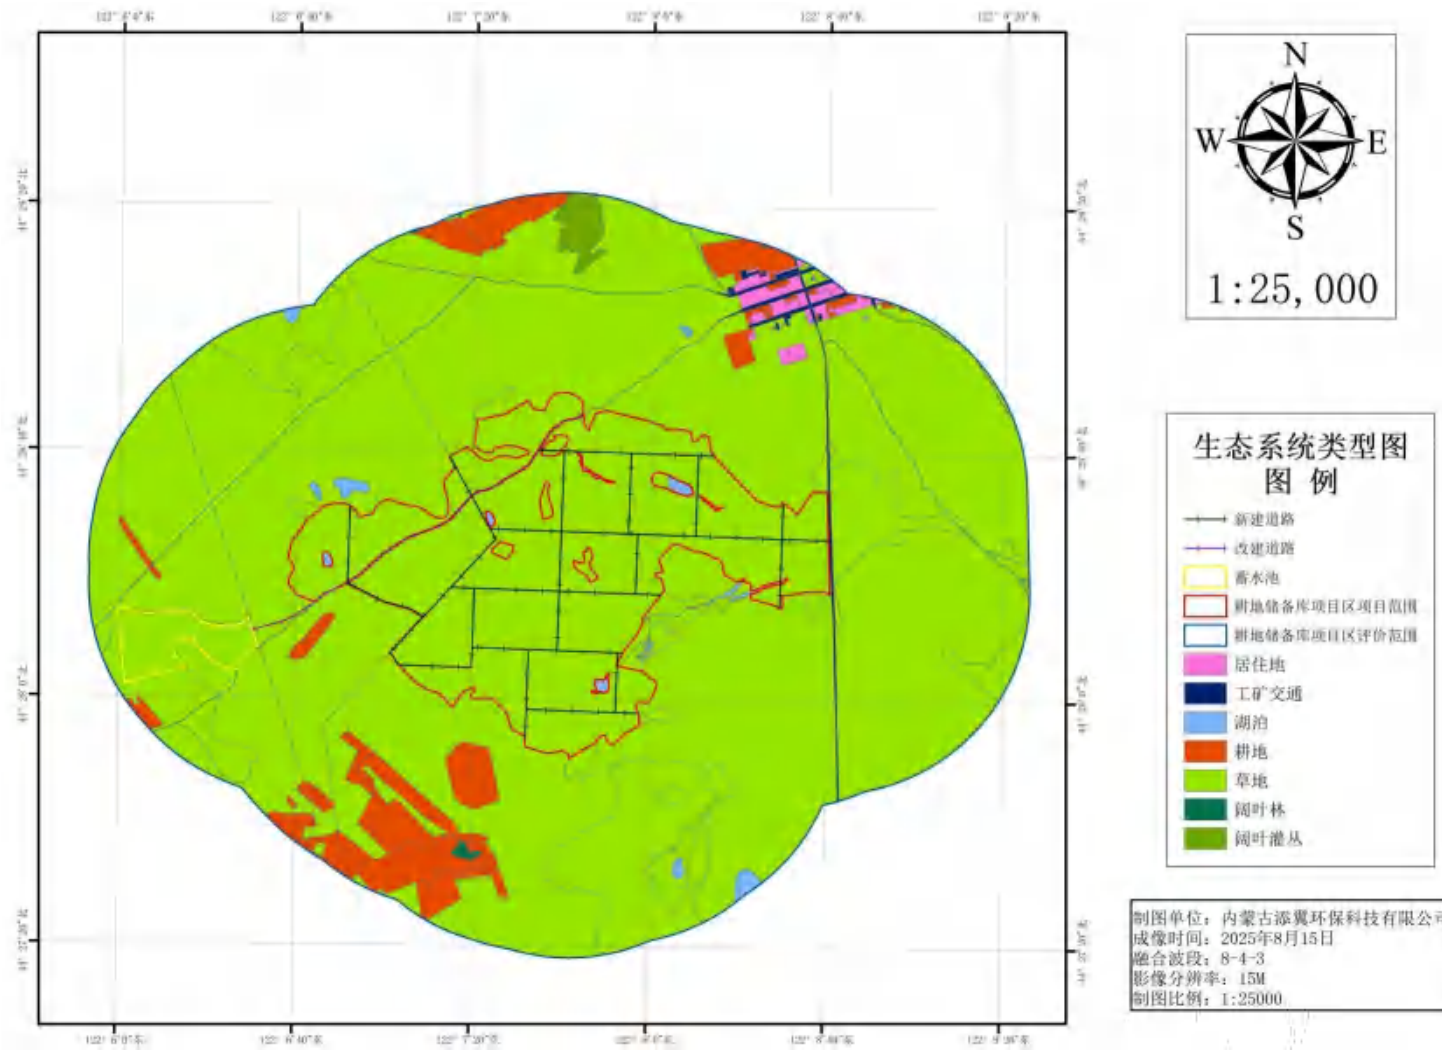 N
W
E
S
1:25,000
生态系统类型图
图 例
新建道路
改建道路
蓄水池
耕地储备库项目区项目范围
耕地储备库项目区评价范围
居住地
工矿交通
湖泊
耕地
草地
阔叶林
阔叶灌丛
制图单位：内蒙古添翼环保科技有限公司
成像时间：2025年8月15日
融合波段：8-4-3
影像分辨率：15M
制图比例：1:25000